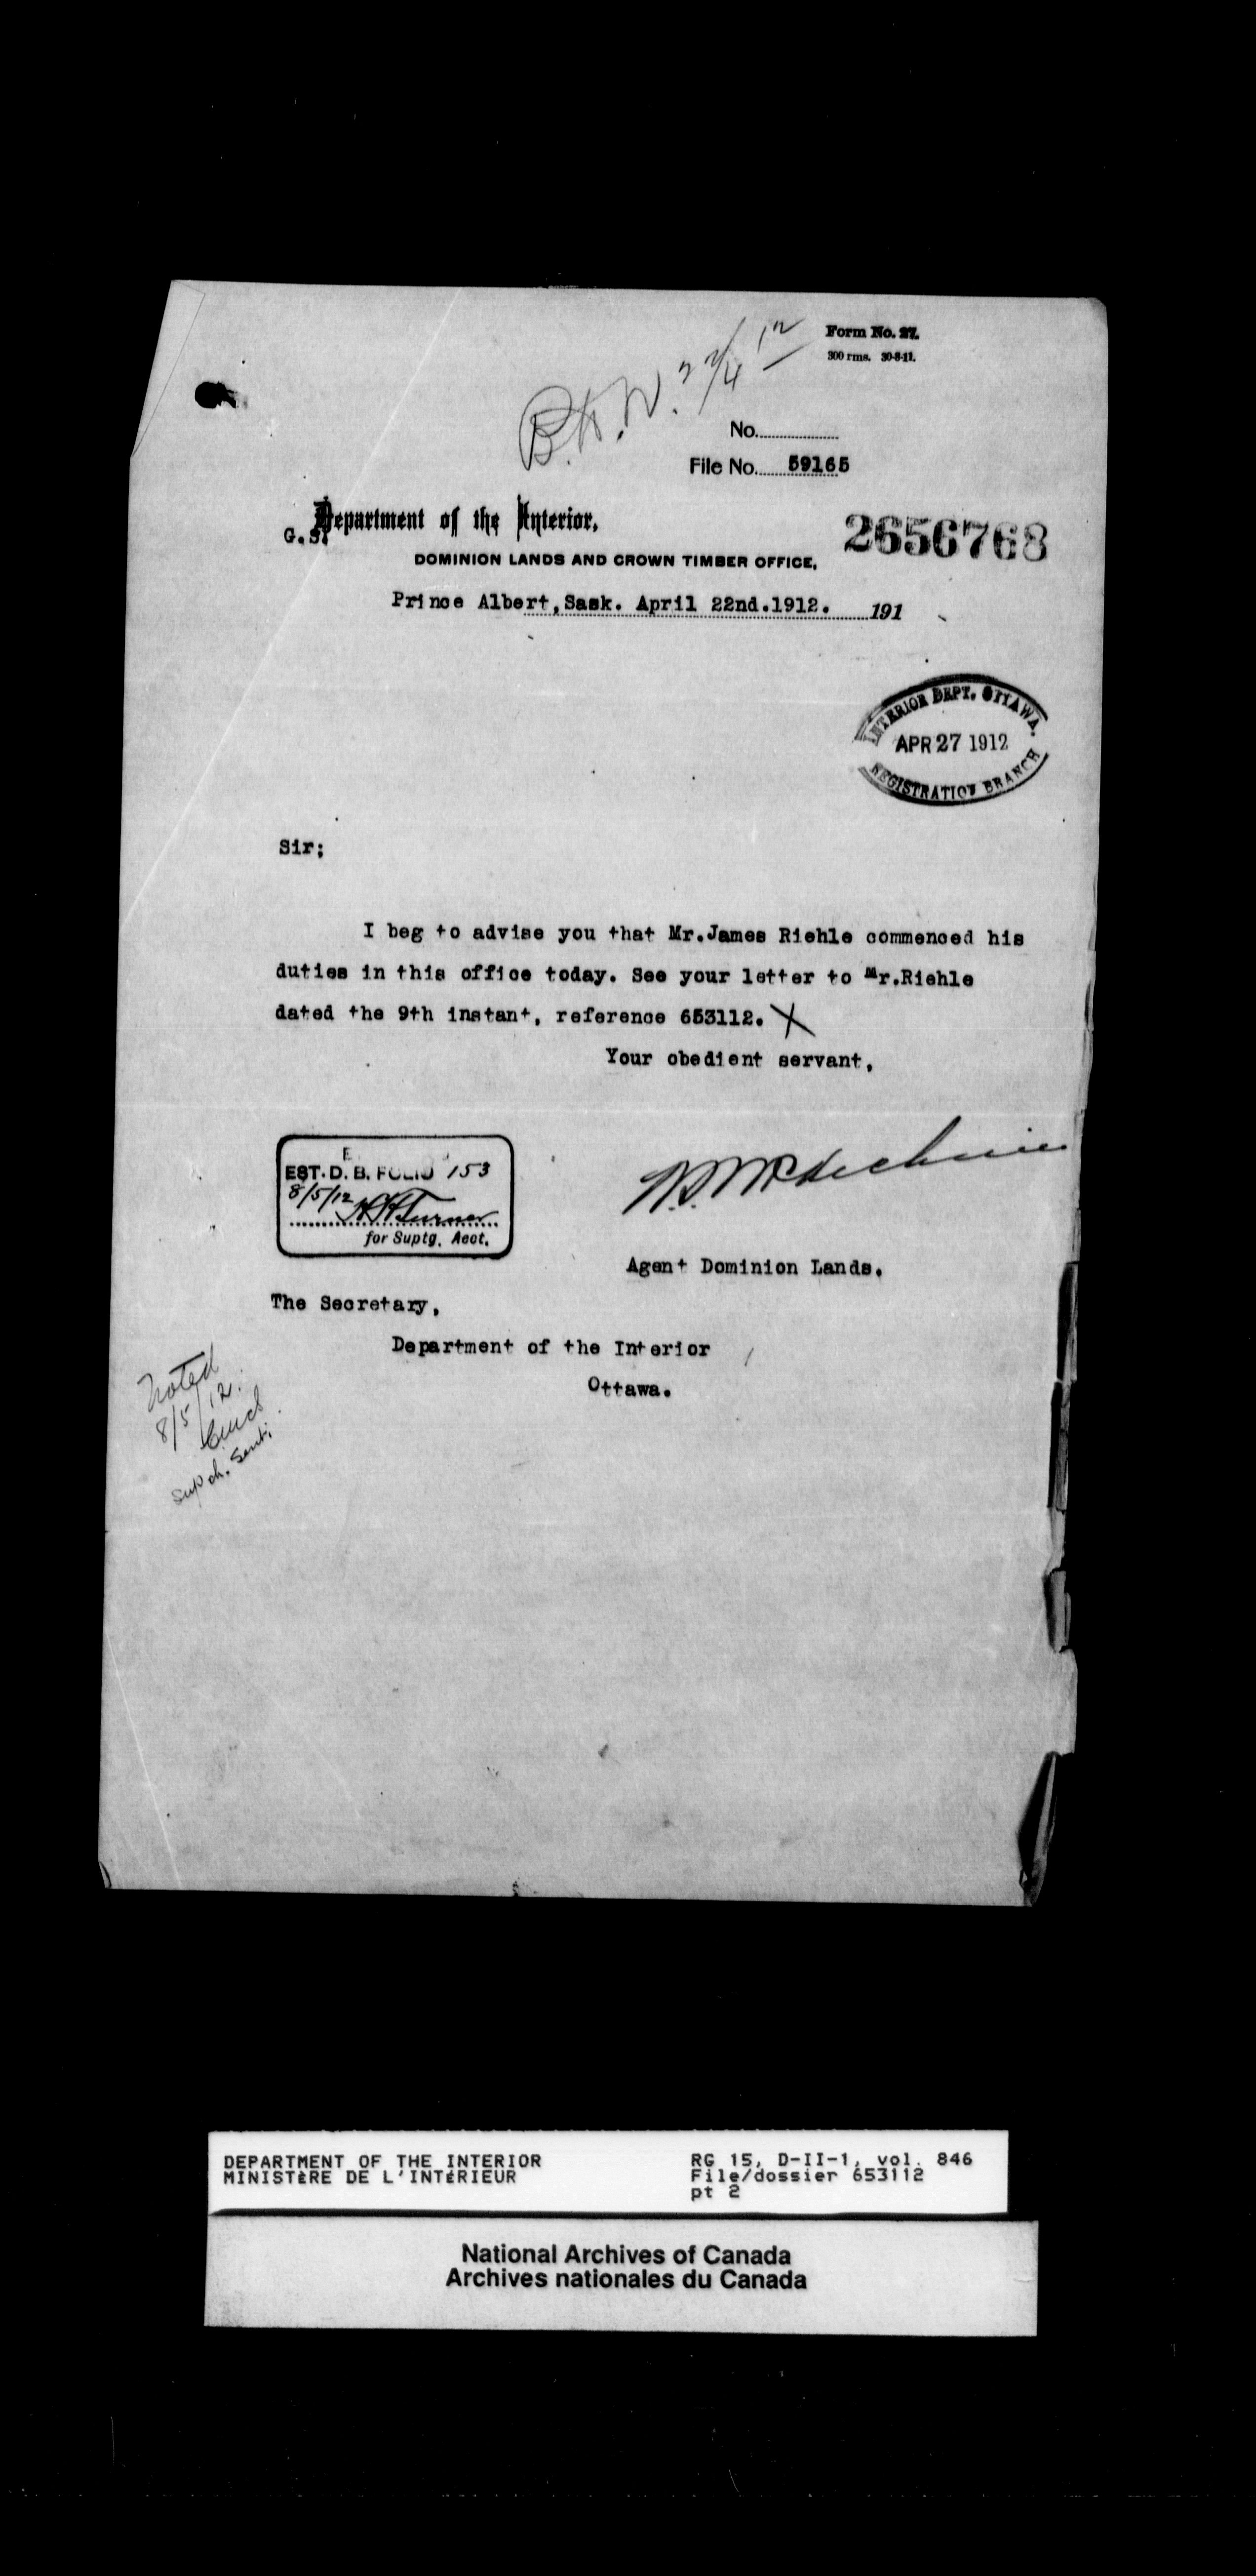 Form No. 27.
300 rms. 30-8-11.
No.
File No. 59165
Department of the Interior,
G.S.
2656768
DOMINION LANDS AND CROWN TIMBER OFFICE,
Prince Albert, Sask. April 22nd.1912. 191
INTERIOR DEPT. OTTAWA.
APR 27 1912
REGISTRATION BRANCH
Sir;
I beg to advise you that Mr.James Riehle commenced his
duties in this office today. See your letter to Mr.Riehle
dated the 9th instant, reference 653112. X
Your obedient servant,
EST. D. B. FOLIO 153
8/5/12 Turner
for Suptg. Acct.
Agent Dominion Lands.
The Secretary,
Department of the Interior
Ottawa.
Noted
8/5/12.
DEPARTMENT OF THE INTERIOR
MINISTÈRE DE L'INTÉRIEUR
RG 15, D-II-1, vol. 846
File/dossier 653112
pt 2
National Archives of Canada
Archives nationales du Canada